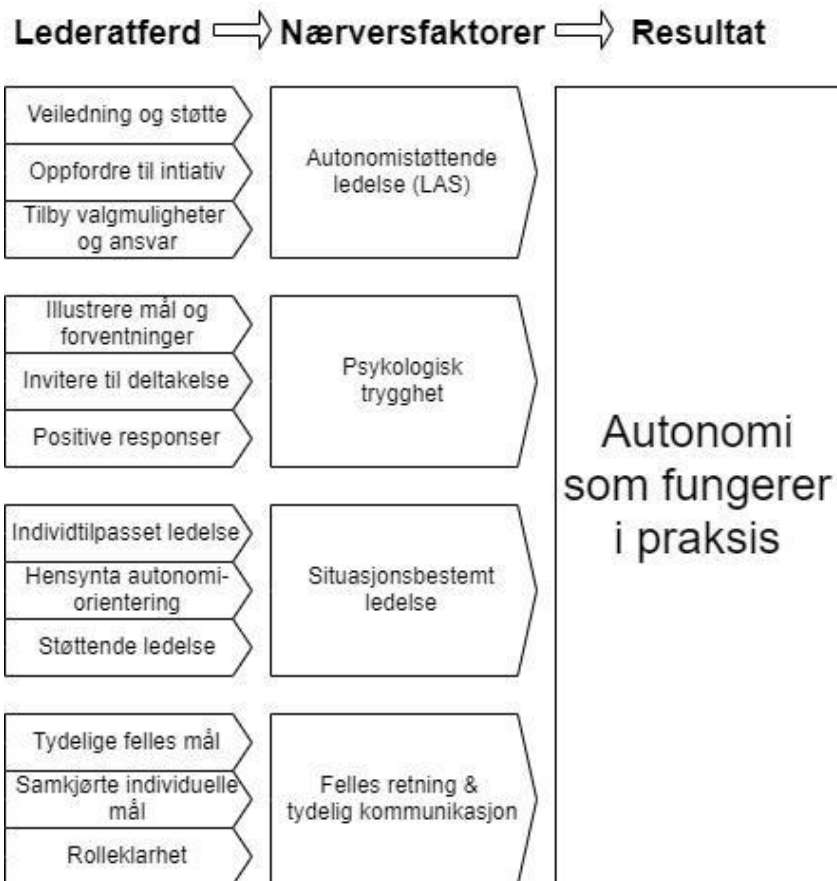 Lederatferd
Nærversfaktorer
Resultat
Veiledning og støtte
Oppfordre til intiativ
Tilby valgmuligheter
og ansvar
Autonomistøttende
ledelse (LAS)
Illustrere mål og
forventninger
Invitere til deltakelse
Positive responser
Psykologisk
trygghet
Individtilpasset ledelse
Hensynta autonomi-
orientering
Støttende ledelse
Situasjonsbestemt
ledelse
Tydelige felles mål
Samkjørte individuelle
mål
Rolleklarhet
Felles retning &
tydelig kommunikasjon
Autonomi
som fungerer
i praksis